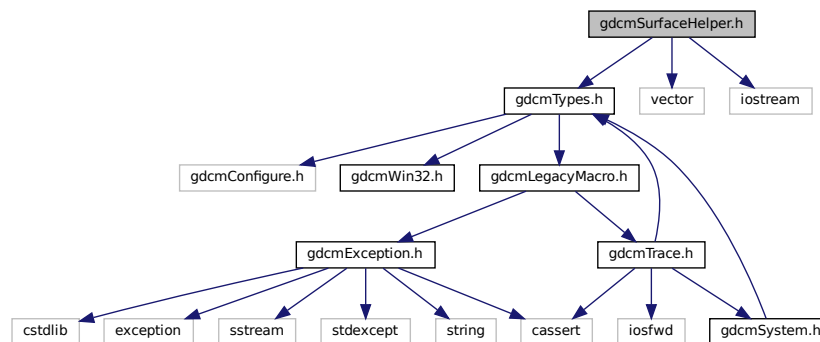 gdcmSurfaceHelper.h
gdcmTypes.h
vector
iostream
gdcmConfigure.h
gdcmWin32.h
gdcmLegacyMacro.h
gdcmException.h
gdcmTrace.h
cstdlib
exception
sstream
stdexcept
string
cassert
iosfwd
gdcmSystem.h